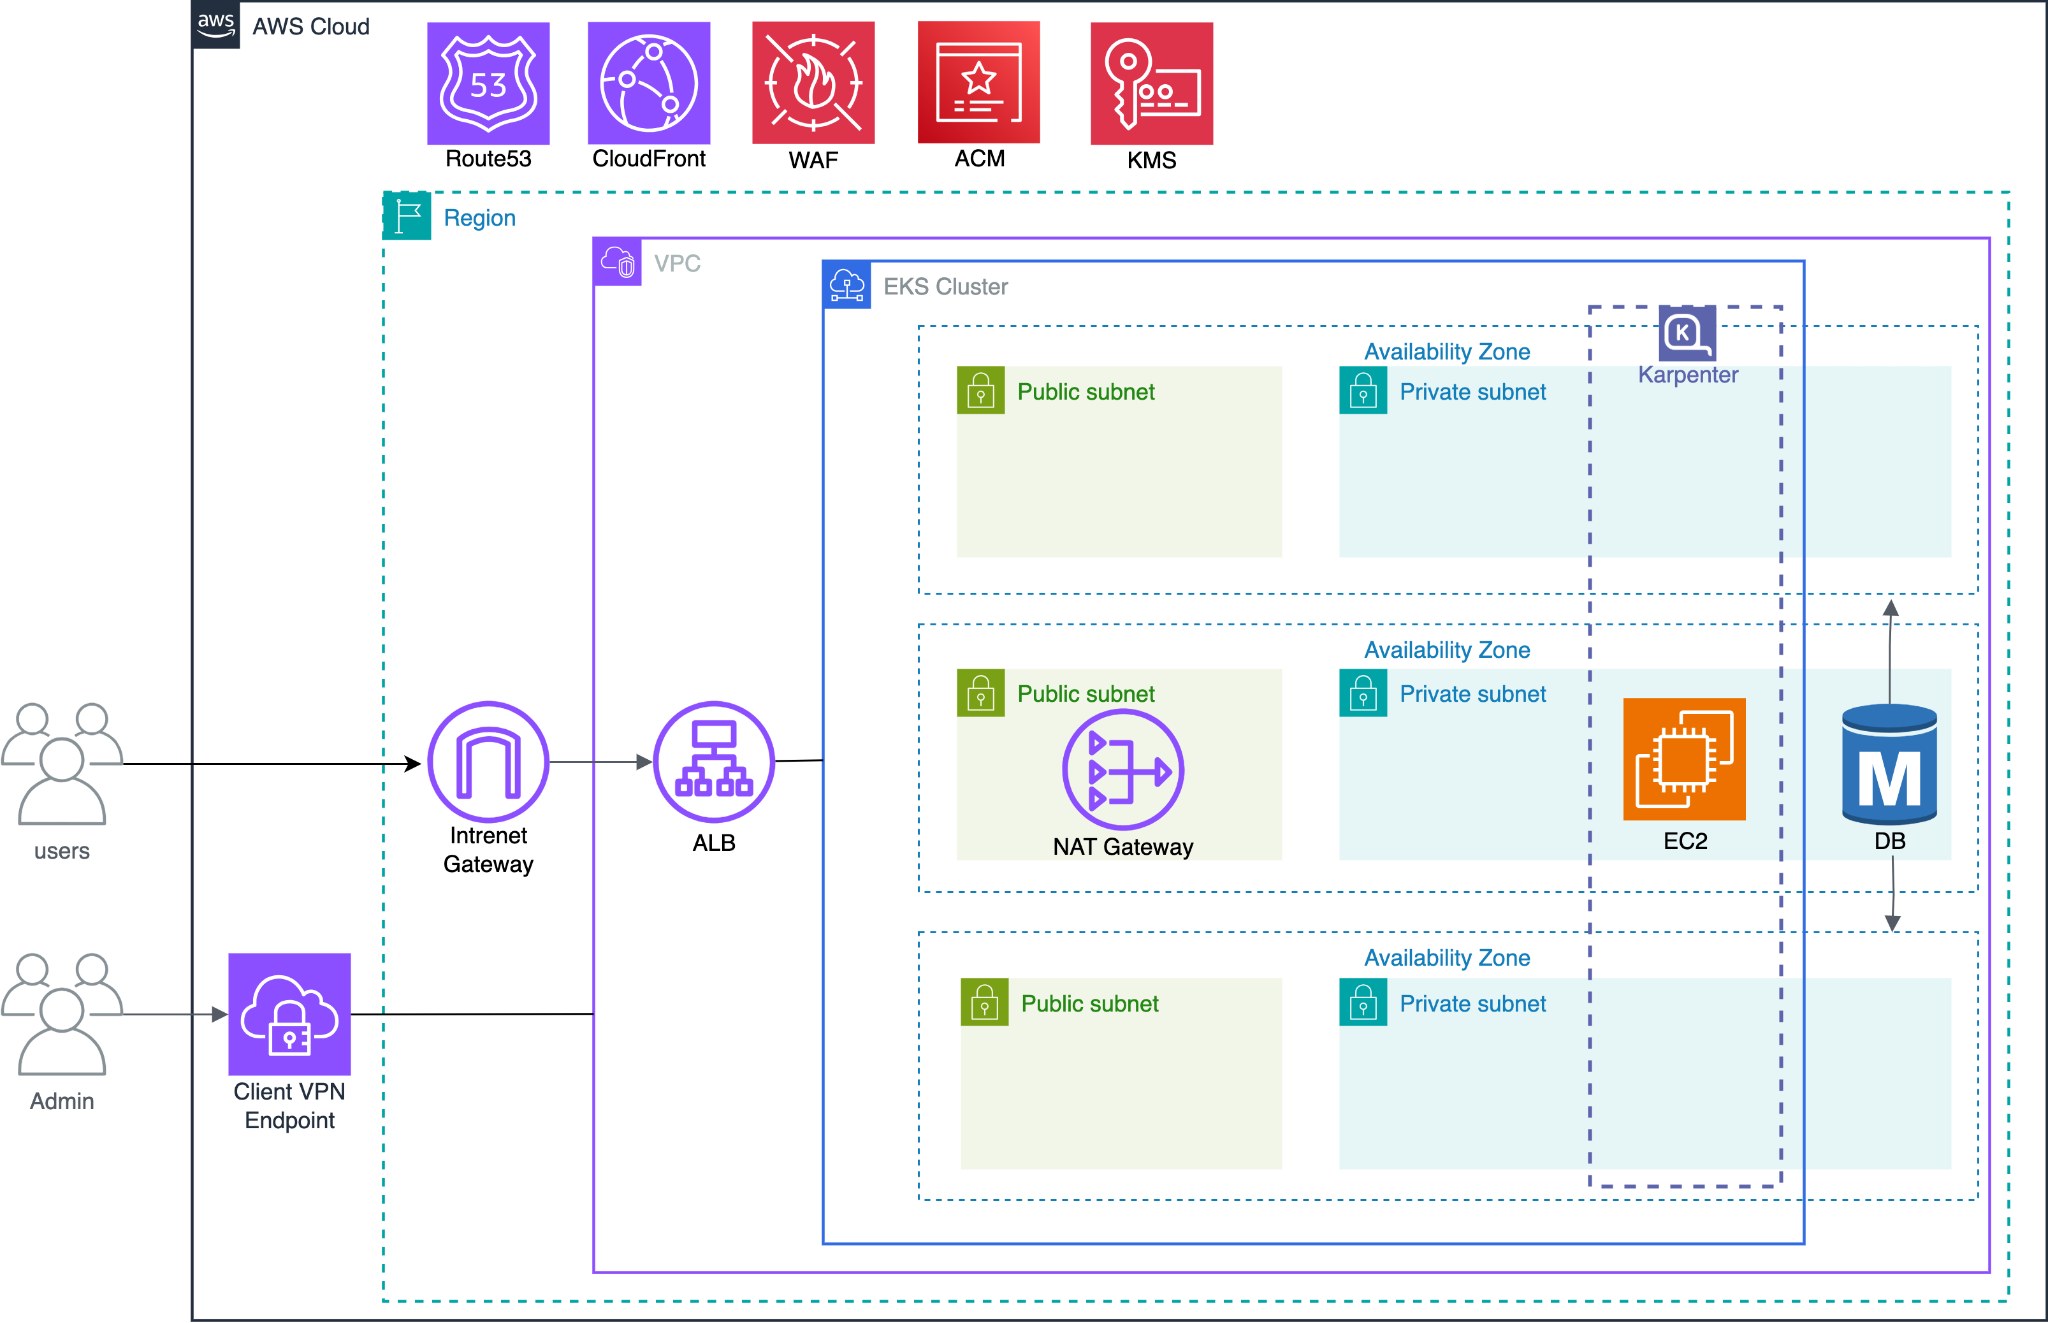 aws
AWS Cloud
53
Route53
CloudFront
WAF
ACM
KMS
Region
VPC
EKS Cluster
K
Karpenter
Availability Zone
Public subnet
Private subnet
Availability Zone
Public subnet
Private subnet
users
Intrenet
Gateway
ALB
NAT Gateway
EC2
M
DB
Availability Zone
Public subnet
Private subnet
Admin
Client VPN
Endpoint